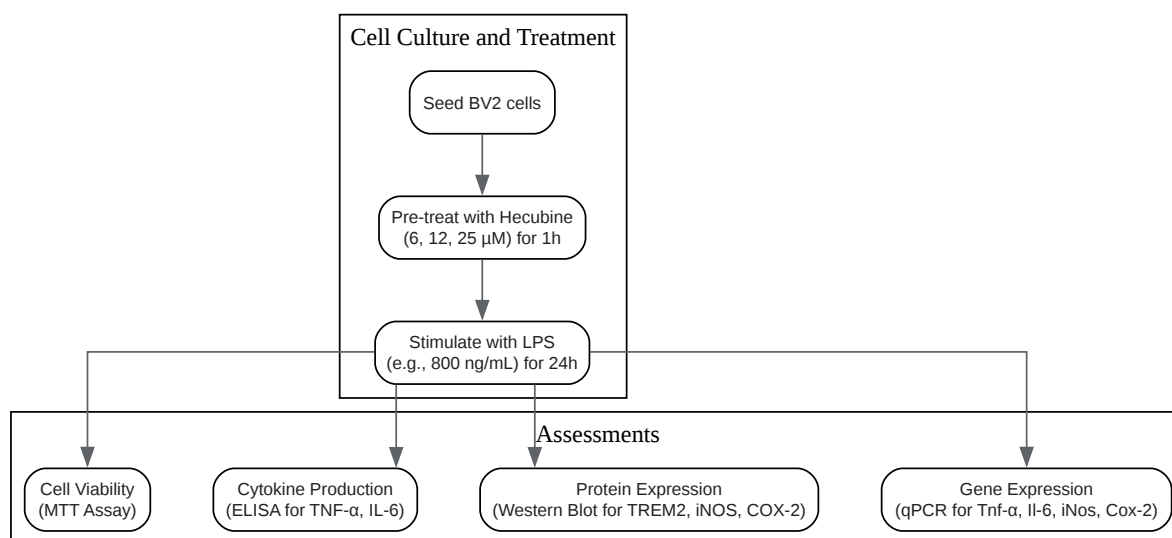 Cell Culture and Treatment
Seed BV2 cells
Pre-treat with Hecubine
(6, 12, 25 µM) for 1h
Stimulate with LPS
(e.g., 800 ng/mL) for 24h
Assessments
Cell Viability
(MTT Assay)
Cytokine Production
(ELISA for TNF-α, IL-6)
Protein Expression
(Western Blot for TREM2, iNOS, COX-2)
Gene Expression
(qPCR for Tnf-α, Il-6, iNos, Cox-2)